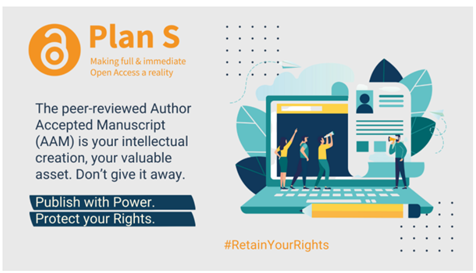 Plan S
Making full & immediate
Open Access a reality
The peer-reviewed Author
Accepted Manuscript
(AAM) is your intellectual
creation, your valuable
asset. Don’t give it away.
Publish with Power.
Protect your Rights.
#RetainYourRights